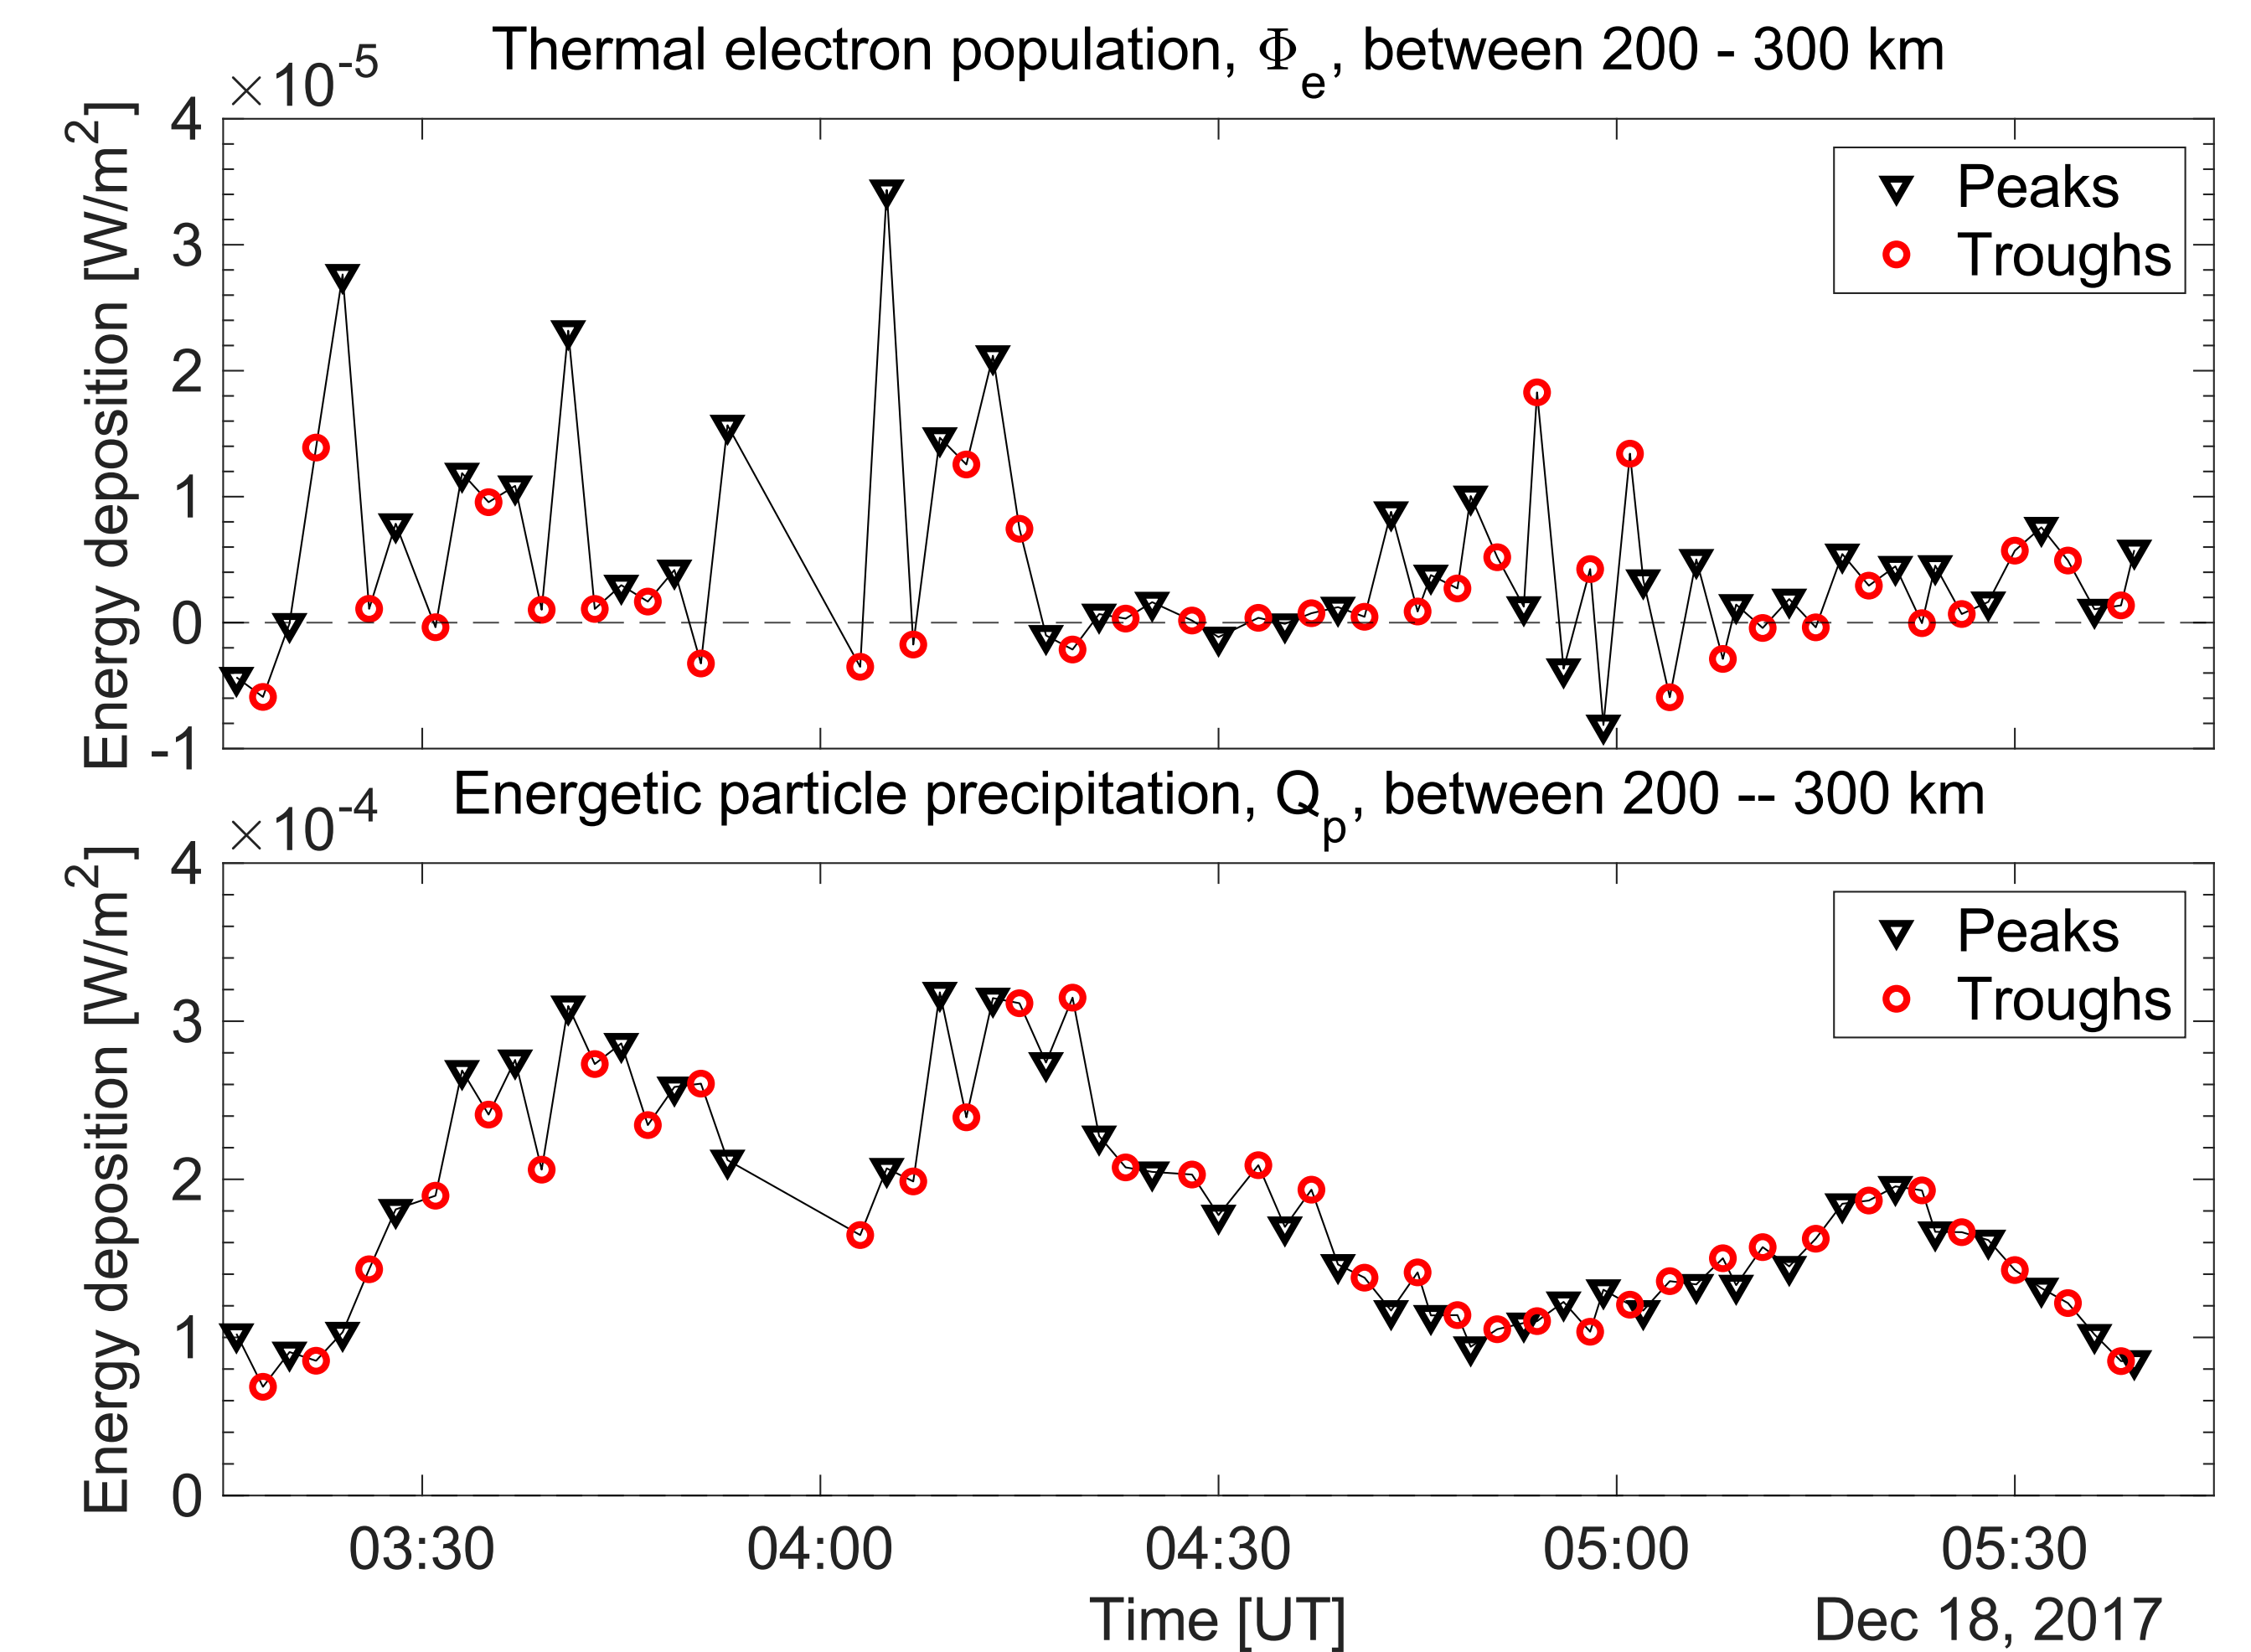 Thermal electron population, Φe, between 200 - 300 km
×10-5
Energy deposition [W/m2]
4
3
2
1
0
-1
Peaks
Troughs
Energetic particle precipitation, Qp, between 200 -- 300 km
×10-4
Energy deposition [W/m2]
4
3
2
1
0
Peaks
Troughs
03:30 04:00 04:30 05:00 05:30
Time [UT]
Dec 18, 2017